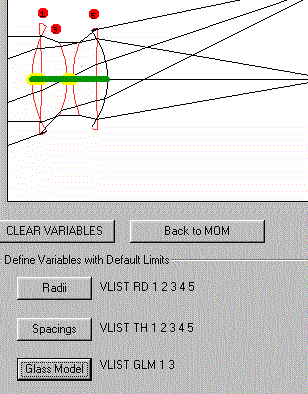 CLEAR VARIABLES Back to MOM
Define Variables with Default Limits
Radii VLIST RD 1 2 3 4 5
Spacings VLIST TH 1 2 3 4 5
Glass Model VLIST GLM 1 3